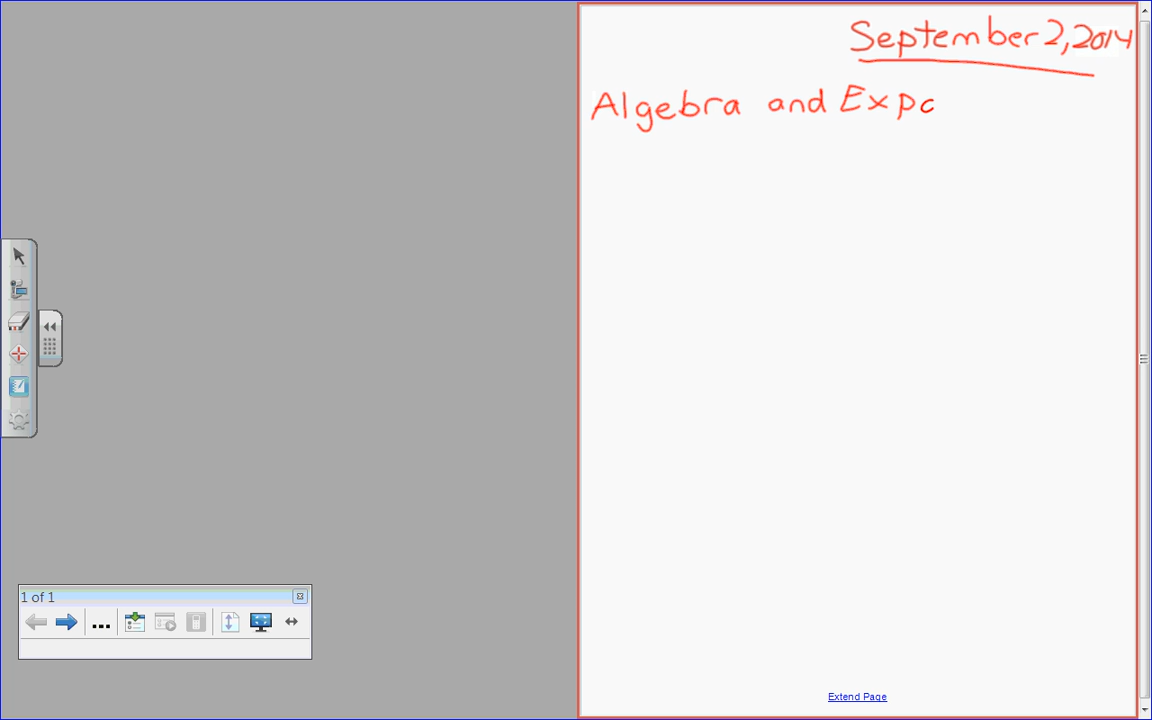 September 2, 2014
Algebra and Expc
1 of 1
...
Extend Page